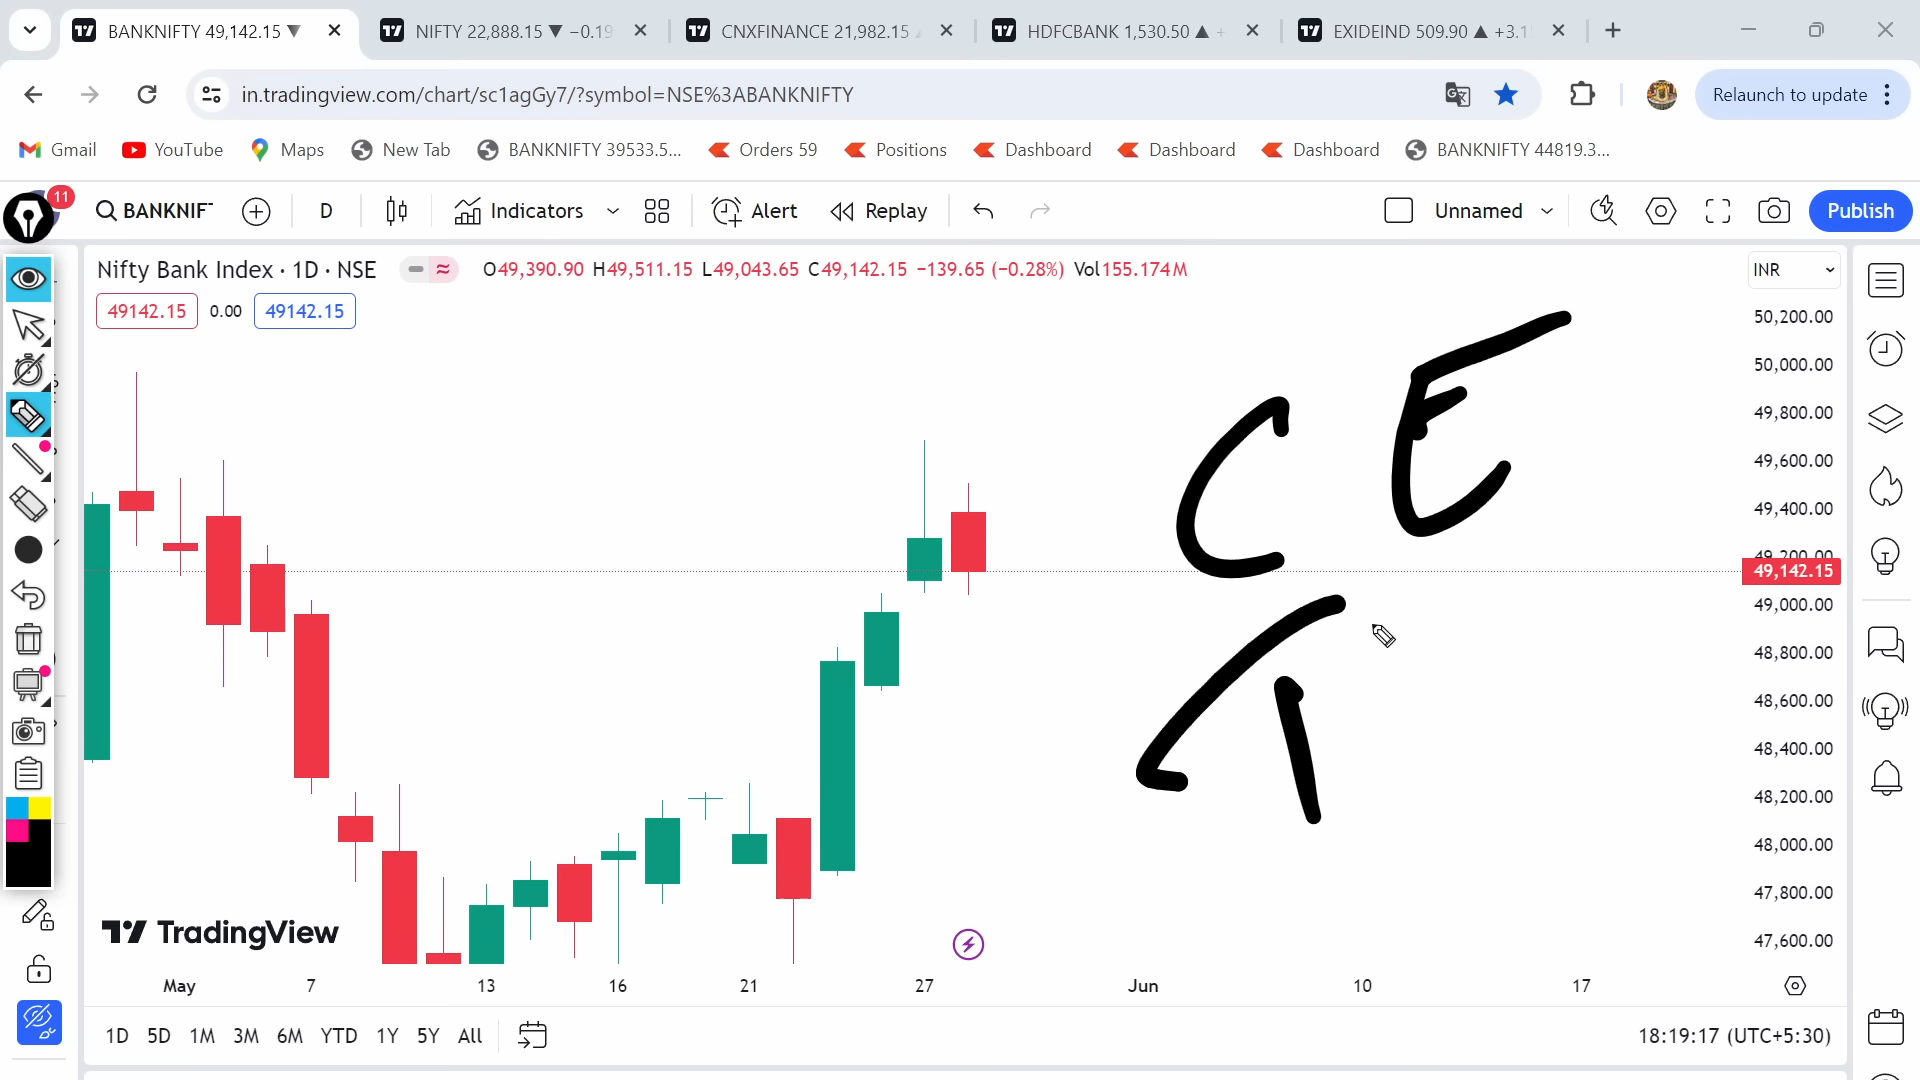 BANKNIFTY 49,142.15 ▼
NIFTY 22,888.15 ▼ −0.19
CNXFINANCE 21,982.15
HDFCBANK 1,530.50 ▲ +
EXIDEIND 509.90 ▲ +3.1
in.tradingview.com/chart/sc1agGy7/?symbol=NSE%3ABANKNIFTY
Relaunch to update
Gmail
YouTube
Maps
New Tab
BANKNIFTY 39533.5...
Orders 59
Positions
Dashboard
Dashboard
Dashboard
BANKNIFTY 44819.3...
11
BANKNIF
D
Indicators
Alert
Replay
Unnamed
Publish
Nifty Bank Index · 1D · NSE
O49,390.90 H49,511.15 L49,043.65 C49,142.15 −139.65 (−0.28%) Vol155.174M
INR
49142.15 0.00 49142.15
50,200.00
50,000.00
49,800.00
49,600.00
49,400.00
49,200.00
49,142.15
49,000.00
48,800.00
48,600.00
48,400.00
48,200.00
48,000.00
47,800.00
47,600.00
CE
TradingView
May 7 13 16 21 27 Jun 10 17
1D 5D 1M 3M 6M YTD 1Y 5Y All
18:19:17 (UTC+5:30)